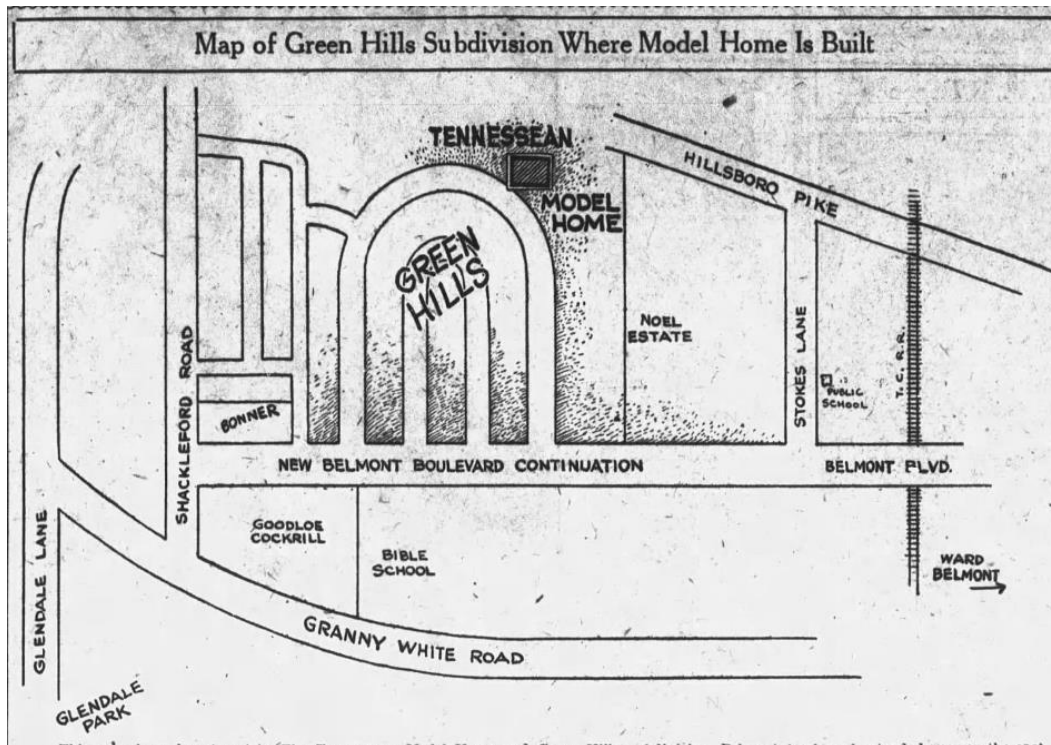 Map of Green Hills Subdivision Where Model Home Is Built
TENNESSEAN
MODEL
HOME
HILLSBORO PIKE
GREEN
HILLS
NOEL
ESTATE
SHACKLEFORD ROAD
STOKES LANE
T. C. R. R.
PUBLIC
SCHOOL
BONNER
NEW BELMONT BOULEVARD CONTINUATION
BELMONT BLVD.
GOODLOE
COCKRILL
BIBLE
SCHOOL
WARD
BELMONT
GLENDALE LANE
GRANNY WHITE ROAD
GLENDALE
PARK